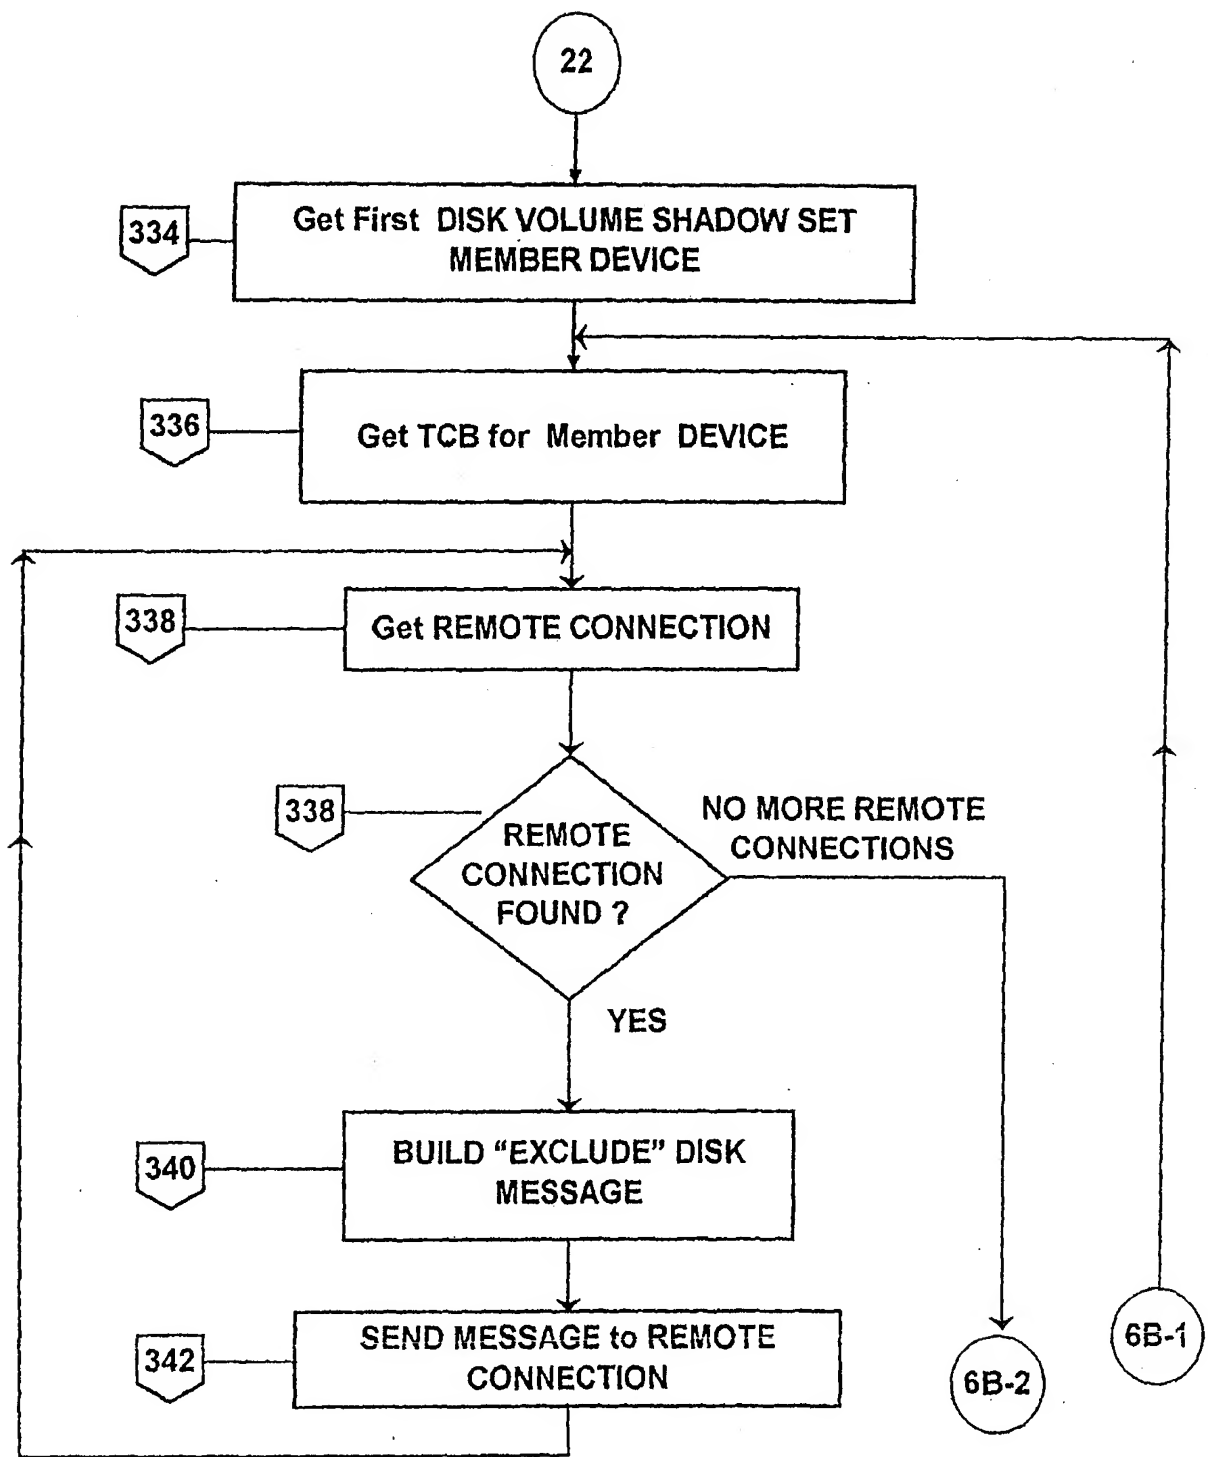 22
334
Get First DISK VOLUME SHADOW SET
MEMBER DEVICE
336
Get TCB for Member DEVICE
338
Get REMOTE CONNECTION
338
REMOTE
CONNECTION
FOUND ?
NO MORE REMOTE
CONNECTIONS
YES
340
BUILD “EXCLUDE” DISK
MESSAGE
342
SEND MESSAGE to REMOTE
CONNECTION
6B-2
6B-1